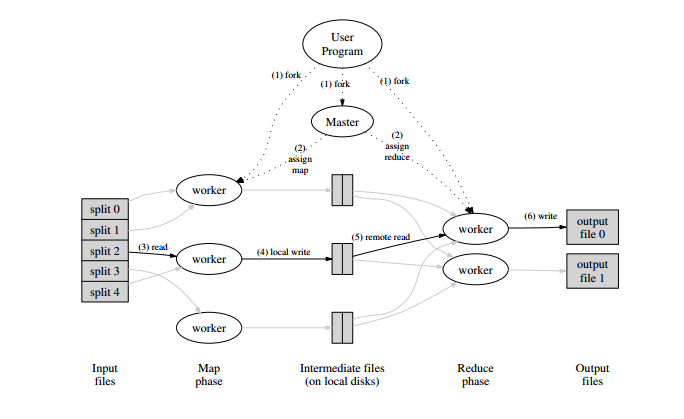 User
Program
(1) fork
(1) fork
(1) fork
Master
(2)
assign
map
(2)
assign
reduce
worker
split 0
split 1
split 2
split 3
split 4
(3) read
worker
(4) local write
(5) remote read
worker
worker
(6) write
output
file 0
worker
output
file 1
Input
files
Map
phase
Intermediate files
(on local disks)
Reduce
phase
Output
files